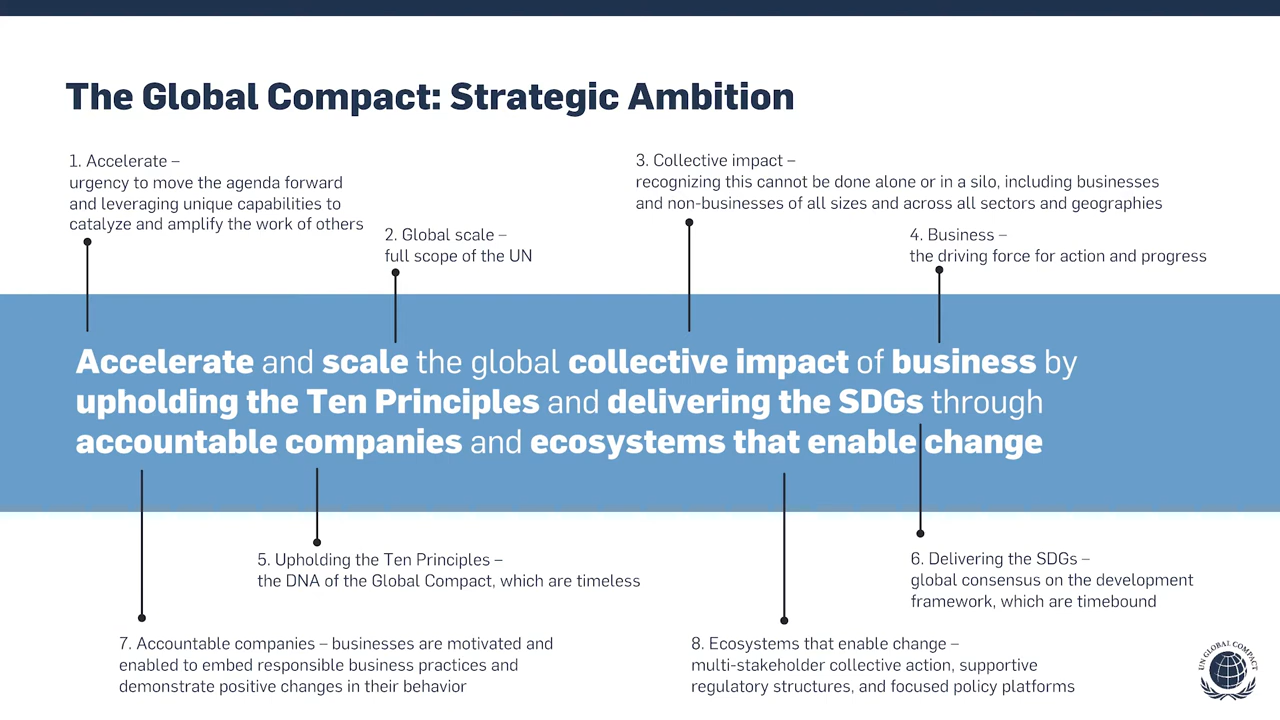 The Global Compact: Strategic Ambition
1. Accelerate –
urgency to move the agenda forward
and leveraging unique capabilities to
catalyze and amplify the work of others
2. Global scale –
full scope of the UN
3. Collective impact –
recognizing this cannot be done alone or in a silo, including businesses
and non-businesses of all sizes and across all sectors and geographies
4. Business –
the driving force for action and progress
Accelerate and scale the global collective impact of business by
upholding the Ten Principles and delivering the SDGs through
accountable companies and ecosystems that enable change
5. Upholding the Ten Principles –
the DNA of the Global Compact, which are timeless
6. Delivering the SDGs –
global consensus on the development
framework, which are timebound
7. Accountable companies – businesses are motivated and
enabled to embed responsible business practices and
demonstrate positive changes in their behavior
8. Ecosystems that enable change –
multi-stakeholder collective action, supportive
regulatory structures, and focused policy platforms
UN GLOBAL COMPACT